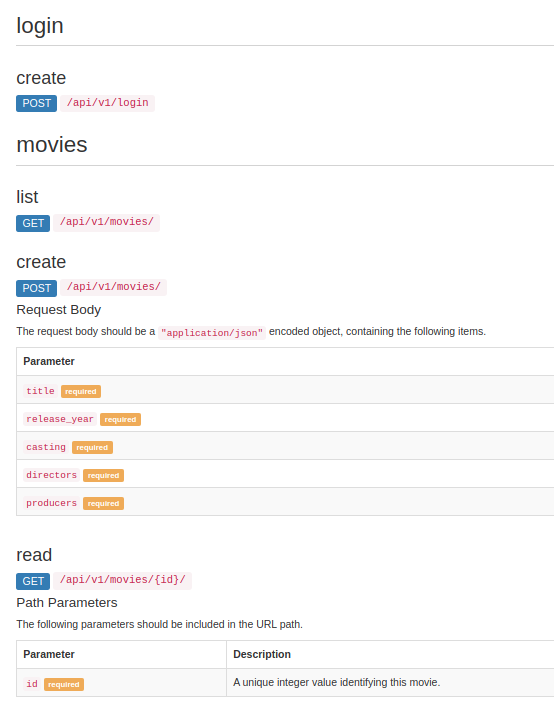 login
create
POST /api/v1/login
movies
list
GET /api/v1/movies/
create
POST /api/v1/movies/
Request Body
The request body should be a "application/json" encoded object, containing the following items.
Parameter
title required
release_year required
casting required
directors required
producers required
read
GET /api/v1/movies/{id}/
Path Parameters
The following parameters should be included in the URL path.
Parameter Description
id required A unique integer value identifying this movie.